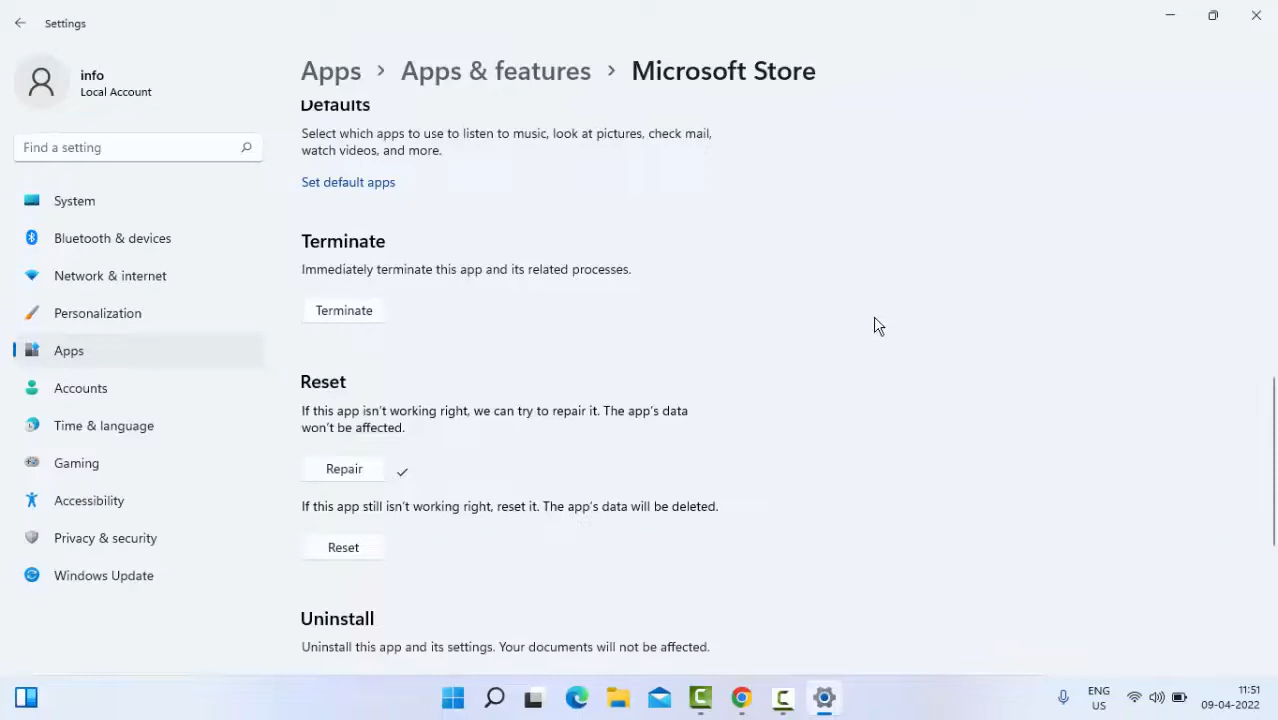 Settings
info
Local Account
Find a setting
System
Bluetooth & devices
Network & internet
Personalization
Apps
Accounts
Time & language
Gaming
Accessibility
Privacy & security
Windows Update
Apps > Apps & features > Microsoft Store
Defaults
Select which apps to use to listen to music, look at pictures, check mail,
watch videos, and more.
Set default apps
Terminate
Immediately terminate this app and its related processes.
Terminate
Reset
If this app isn't working right, we can try to repair it. The app's data
won't be affected.
Repair
If this app still isn't working right, reset it. The app's data will be deleted.
Reset
Uninstall
Uninstall this app and its settings. Your documents will not be affected.
ENG
US
11:51
09-04-2022